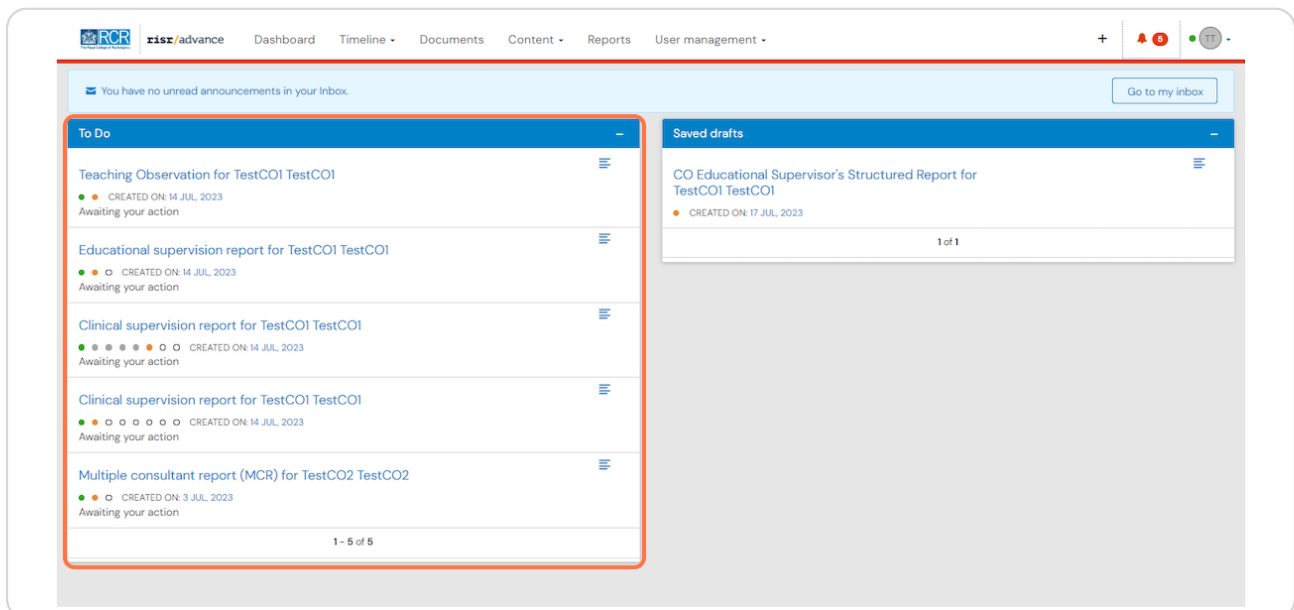 RCR
risr/advance
Dashboard
Timeline
Documents
Content
Reports
User management
+
5
TT
You have no unread announcements in your Inbox.
Go to my inbox
To Do
Teaching Observation for TestCO1 TestCO1
CREATED ON: 14 JUL, 2023
Awaiting your action
Educational supervision report for TestCO1 TestCO1
CREATED ON: 14 JUL, 2023
Awaiting your action
Clinical supervision report for TestCO1 TestCO1
CREATED ON: 14 JUL, 2023
Awaiting your action
Clinical supervision report for TestCO1 TestCO1
CREATED ON: 14 JUL, 2023
Awaiting your action
Multiple consultant report (MCR) for TestCO2 TestCO2
CREATED ON: 3 JUL, 2023
Awaiting your action
1 - 5 of 5
Saved drafts
CO Educational Supervisor's Structured Report for
TestCO1 TestCO1
CREATED ON: 17 JUL, 2023
1 of 1